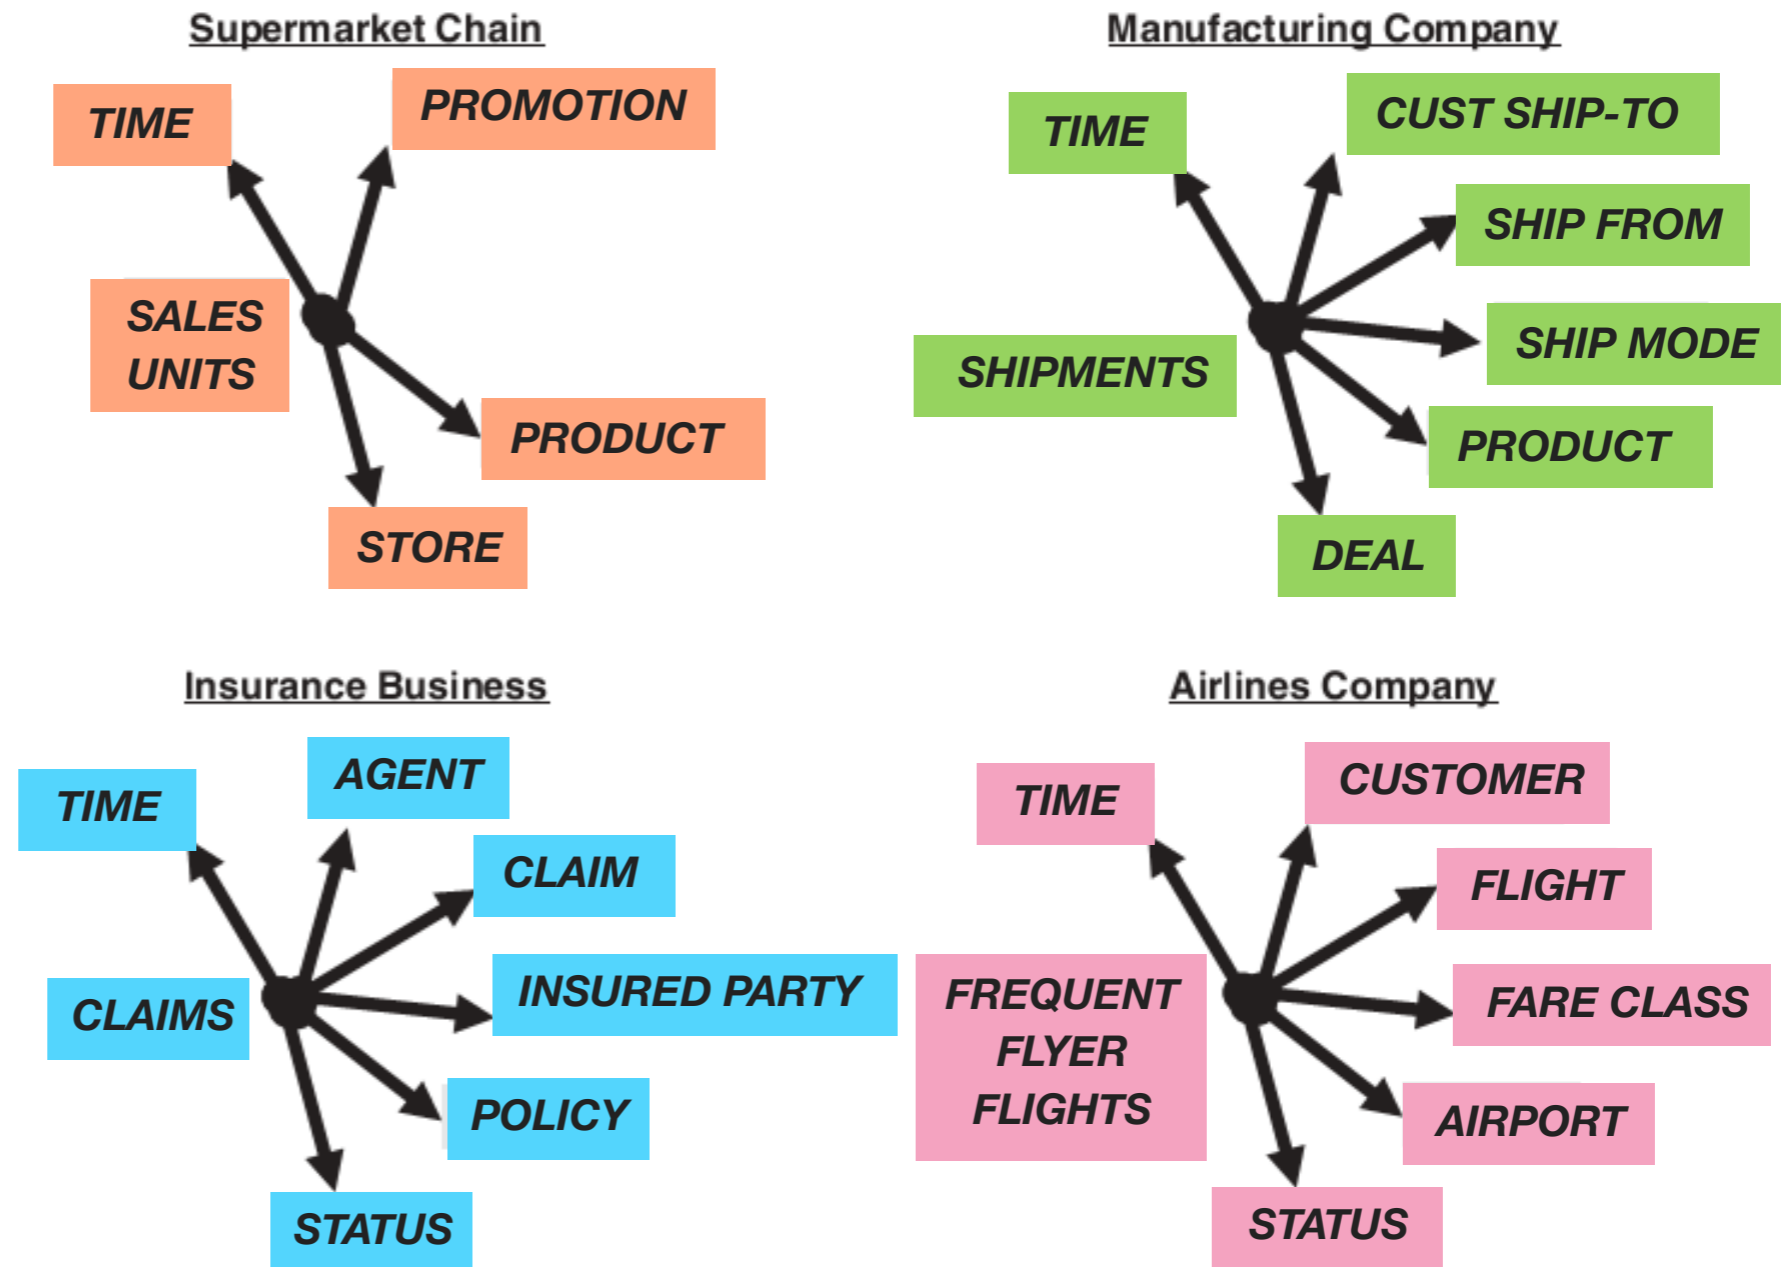 Supermarket Chain
TIME
PROMOTION
SALES
UNITS
PRODUCT
STORE
Manufacturing Company
TIME
CUST SHIP-TO
SHIP FROM
SHIP MODE
SHIPMENTS
PRODUCT
DEAL
Insurance Business
TIME
AGENT
CLAIM
INSURED PARTY
CLAIMS
POLICY
STATUS
Airlines Company
TIME
CUSTOMER
FLIGHT
FREQUENT
FLYER
FLIGHTS
FARE CLASS
AIRPORT
STATUS